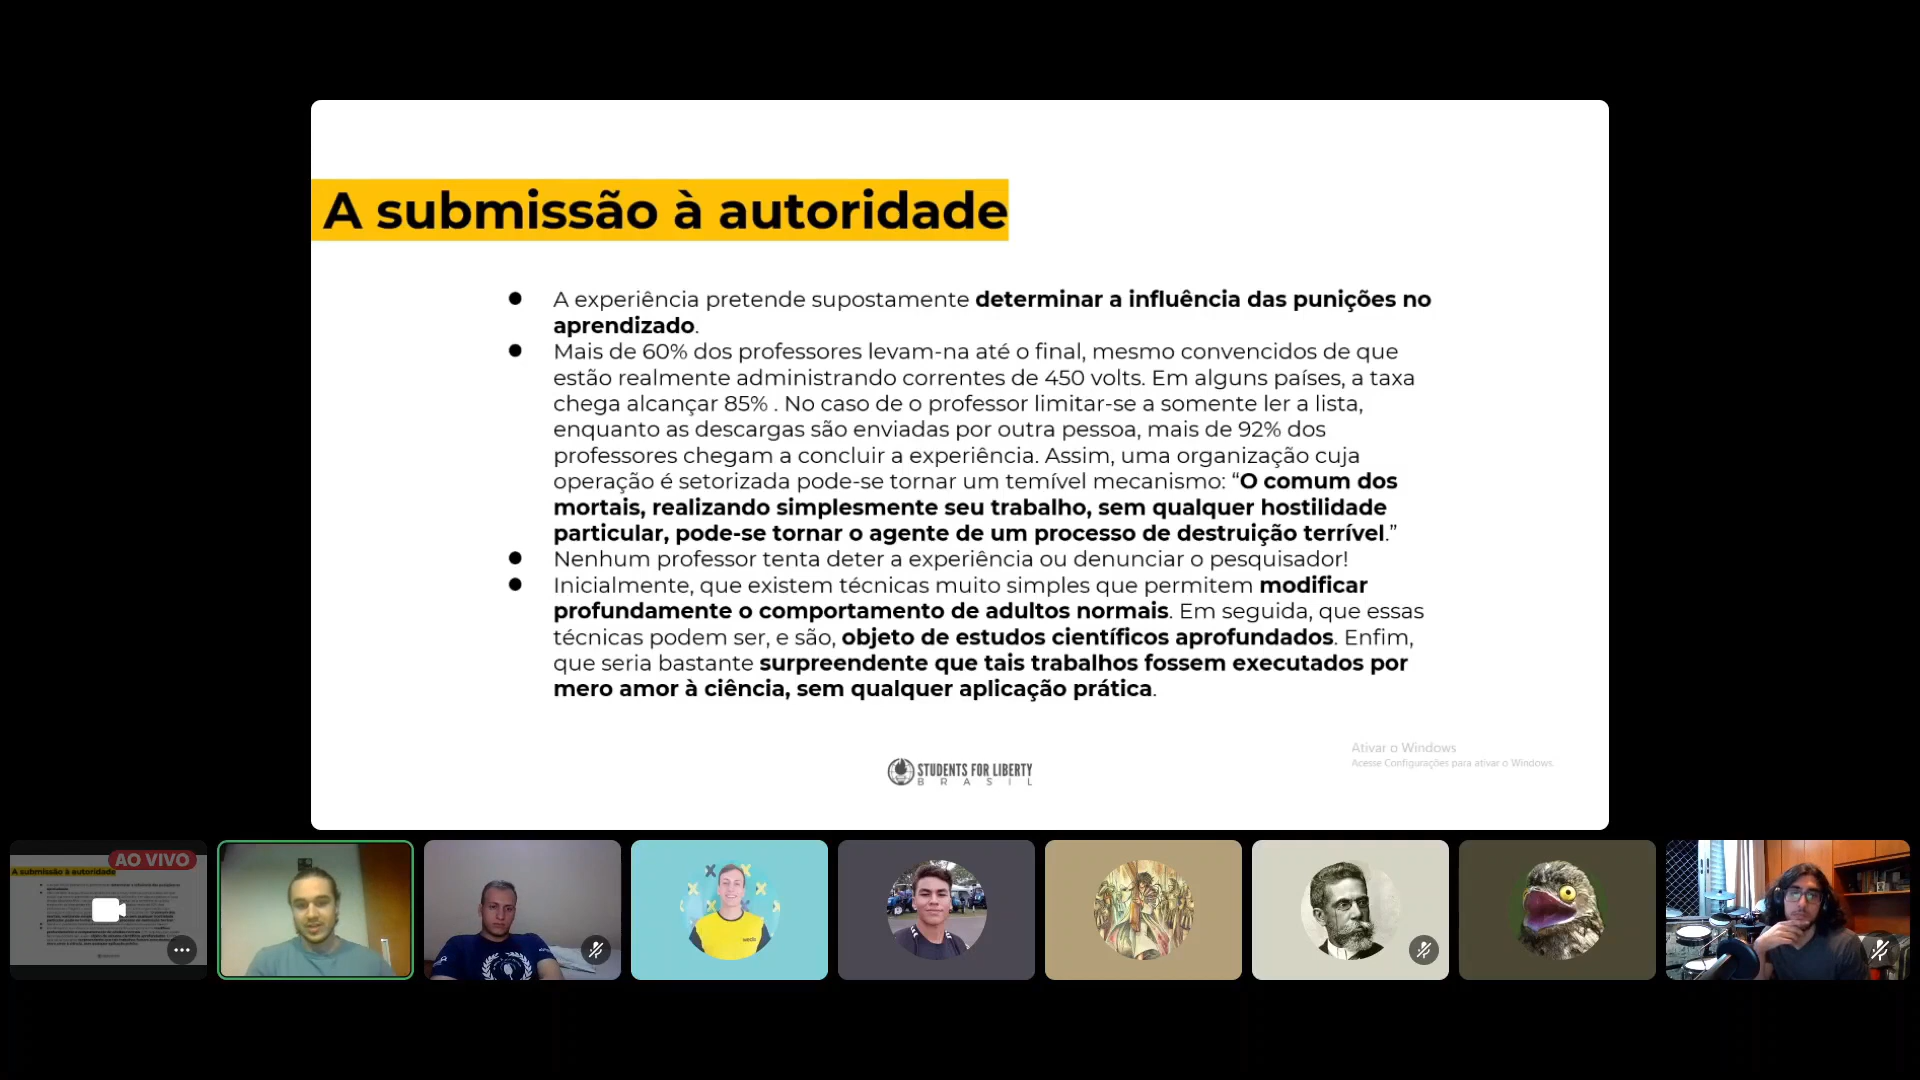 A submissão à autoridade
● A experiência pretende supostamente determinar a influência das punições no
aprendizado.
● Mais de 60% dos professores levam-na até o final, mesmo convencidos de que
estão realmente administrando correntes de 450 volts. Em alguns países, a taxa
chega alcançar 85% . No caso de o professor limitar-se a somente ler a lista,
enquanto as descargas são enviadas por outra pessoa, mais de 92% dos
professores chegam a concluir a experiência. Assim, uma organização cuja
operação é setorizada pode-se tornar um temível mecanismo: “O comum dos
mortais, realizando simplesmente seu trabalho, sem qualquer hostilidade
particular, pode-se tornar o agente de um processo de destruição terrível.”
● Nenhum professor tenta deter a experiência ou denunciar o pesquisador!
● Inicialmente, que existem técnicas muito simples que permitem modificar
profundamente o comportamento de adultos normais. Em seguida, que essas
técnicas podem ser, e são, objeto de estudos científicos aprofundados. Enfim,
que seria bastante surpreendente que tais trabalhos fossem executados por
mero amor à ciência, sem qualquer aplicação prática.
Ativar o Windows
Acesse Configurações para ativar o Windows.
STUDENTS FOR LIBERTY
BRASIL
AO VIVO
A submissão à autoridade